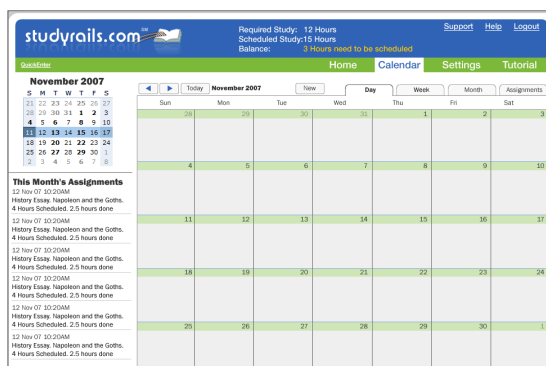 studyrails.com SM
Required Study: 12 Hours
Scheduled Study:15 Hours
Balance: 3 Hours need to be scheduled
Support Help Logout
QuickEnter
Home Calendar Settings Tutorial
November 2007
S M T W T F S
21 22 23 24 25 26 27
28 29 30 31 1 2 3
4 5 6 7 8 9 10
11 12 13 14 15 16 17
18 19 20 21 22 23 24
25 26 27 28 29 30 1
2 3 4 5 6 7 8
This Month's Assignments
12 Nov 07 10:20AM
History Essay. Napoleon and the Goths.
4 Hours Scheduled. 2.5 hours done
12 Nov 07 10:20AM
History Essay. Napoleon and the Goths.
4 Hours Scheduled. 2.5 hours done
12 Nov 07 10:20AM
History Essay. Napoleon and the Goths.
4 Hours Scheduled. 2.5 hours done
12 Nov 07 10:20AM
History Essay. Napoleon and the Goths.
4 Hours Scheduled. 2.5 hours done
12 Nov 07 10:20AM
History Essay. Napoleon and the Goths.
4 Hours Scheduled. 2.5 hours done
12 Nov 07 10:20AM
History Essay. Napoleon and the Goths.
4 Hours Scheduled. 2.5 hours done
Today November 2007 New Day Week Month Assignments
Sun Mon Tue Wed Thu Fri Sat
28 29 30 31 1 2 3
4 5 6 7 8 9 10
11 12 13 14 15 16 17
18 19 20 21 22 23 24
25 26 27 28 29 30 1